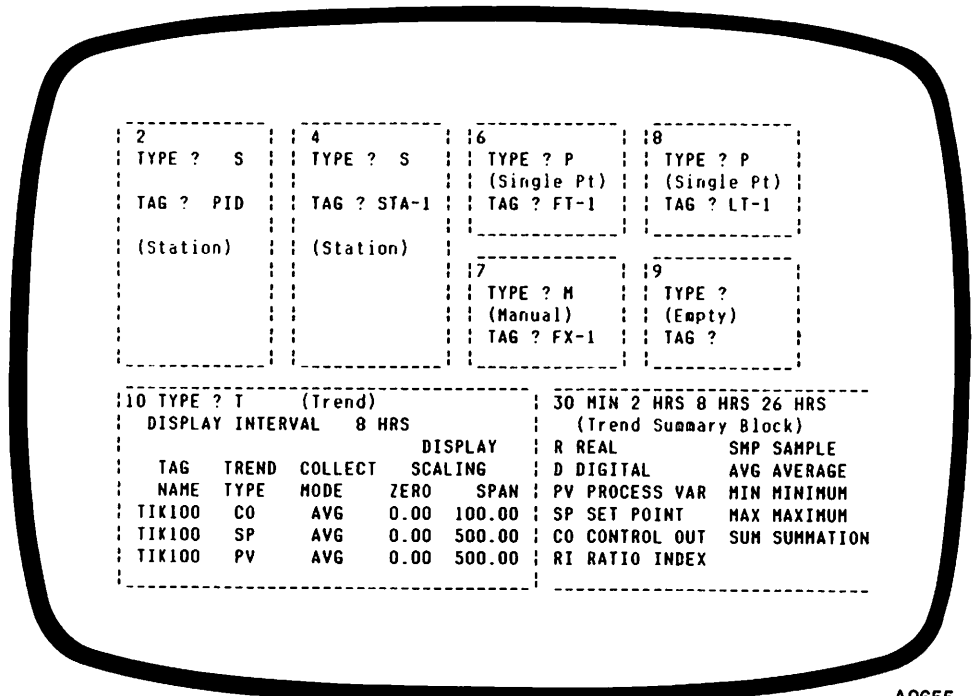 2
TYPE ? S
TAG ? PID
(Station)
4
TYPE ? S
TAG ? STA-1
(Station)
6
TYPE ? P
(Single Pt)
TAG ? FT-1
8
TYPE ? P
(Single Pt)
TAG ? LT-1
7
TYPE ? M
(Manual)
TAG ? FX-1
9
TYPE ?
(Empty)
TAG ?
10 TYPE ? T (Trend)
DISPLAY INTERVAL 8 HRS
DISPLAY
TAG TREND COLLECT SCALING
NAME TYPE MODE ZERO SPAN
TIK100 CO AVG 0.00 100.00
TIK100 SP AVG 0.00 500.00
TIK100 PV AVG 0.00 500.00
30 MIN 2 HRS 8 HRS 26 HRS
(Trend Summary Block)
R REAL SMP SAMPLE
D DIGITAL AVG AVERAGE
PV PROCESS VAR MIN MINIMUM
SP SET POINT MAX MAXIMUM
CO CONTROL OUT SUM SUMMATION
RI RATIO INDEX